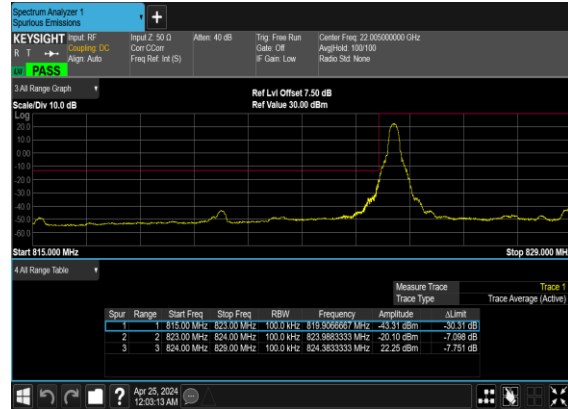 Spectrum Analyzer 1
Spurious Emissions
KEYSIGHT Input: RF Input Z: 50 Ω Atten: 40 dB Trig: Free Run Center Freq: 22.005000000 GHz
R T Coupling: DC Corr CCorr Gate: Off Avg|Hold: 100/100
Align: Auto Freq Ref: Int (S) IF Gain: Low Radio Std: None
PASS
3 All Range Graph
Ref Lvl Offset 7.50 dB
Scale/Div 10.0 dB Ref Value 30.00 dBm
Log
20.0
10.0
0.00
-10.0
-20.0
-30.0
-40.0
-50.0
-60.0
Start 815.000 MHz Stop 829.000 MH
4 All Range Table
Measure Trace Trace 1
Trace Type Trace Average (Active)
Spur Range Start Freq Stop Freq RBW Frequency Amplitude ΔLimit
1 1 815.00 MHz 823.00 MHz 100.0 kHz 819.9066667 MHz -43.31 dBm -30.31 dB
2 2 823.00 MHz 824.00 MHz 100.0 kHz 823.9883333 MHz -20.10 dBm -7.098 dB
3 3 824.00 MHz 829.00 MHz 100.0 kHz 824.3833333 MHz 22.25 dBm -7.751 dB
Apr 25, 2024
12:03:13 AM